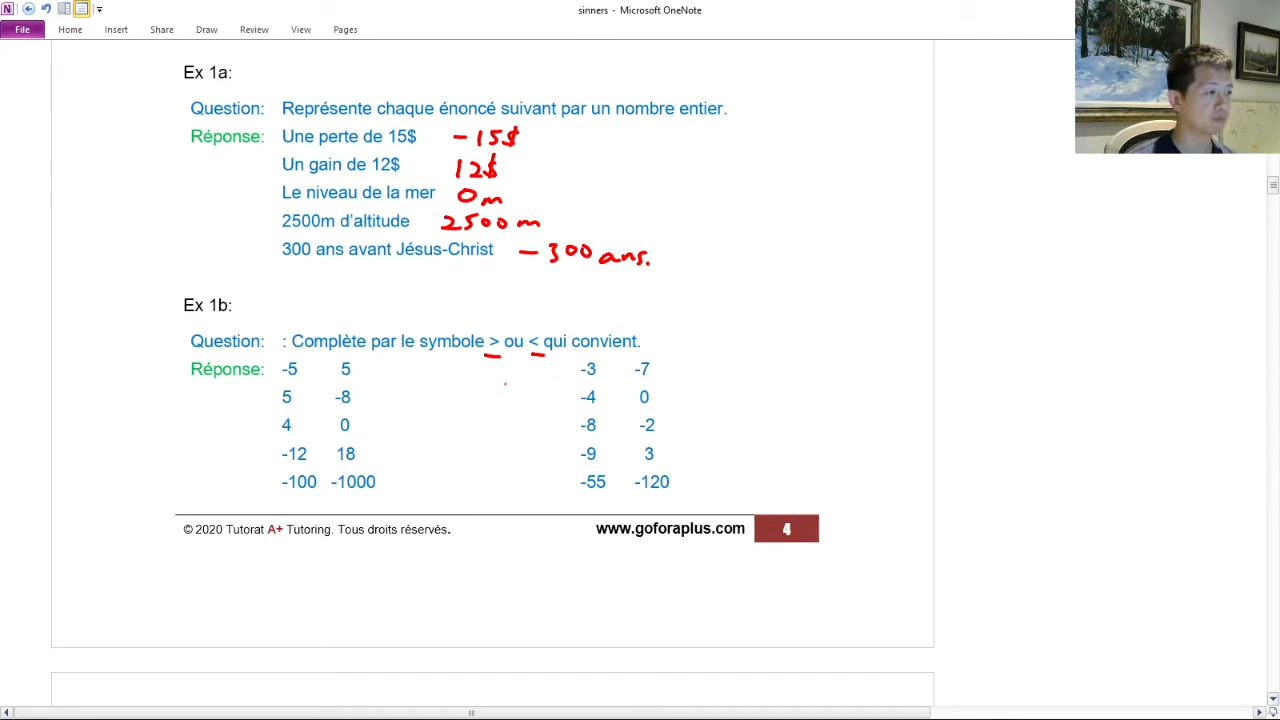 sinners - Microsoft OneNote
File Home Insert Share Draw Review View Pages
Ex 1a:
Question: Représente chaque énoncé suivant par un nombre entier.
Réponse: Une perte de 15$ -15$
Un gain de 12$ 12$
Le niveau de la mer 0m
2500m d'altitude 2500m
300 ans avant Jésus-Christ -300 ans.
Ex 1b:
Question: : Complète par le symbole > ou < qui convient.
Réponse: -5 5 -3 -7
5 -8 -4 0
4 0 -8 -2
-12 18 -9 3
-100 -1000 -55 -120
© 2020 Tutorat A+ Tutoring. Tous droits réservés. www.goforaplus.com 4